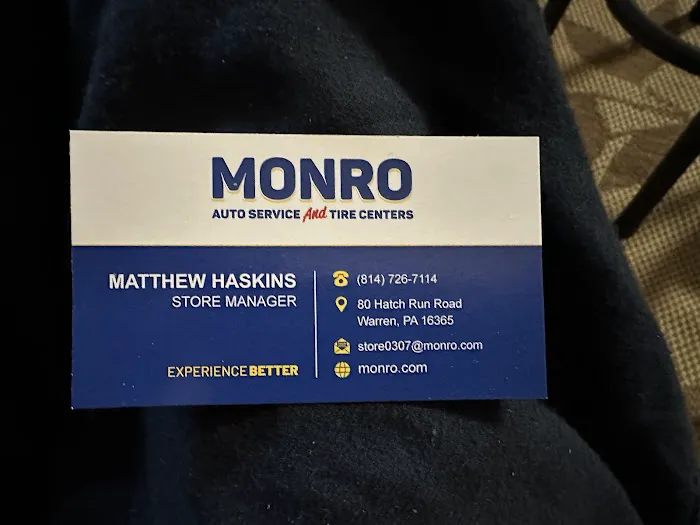 MONRO
AUTO SERVICE And TIRE CENTERS
MATTHEW HASKINS
STORE MANAGER
EXPERIENCE BETTER
(814) 726-7114
80 Hatch Run Road
Warren, PA 16365
store0307@monro.com
monro.com